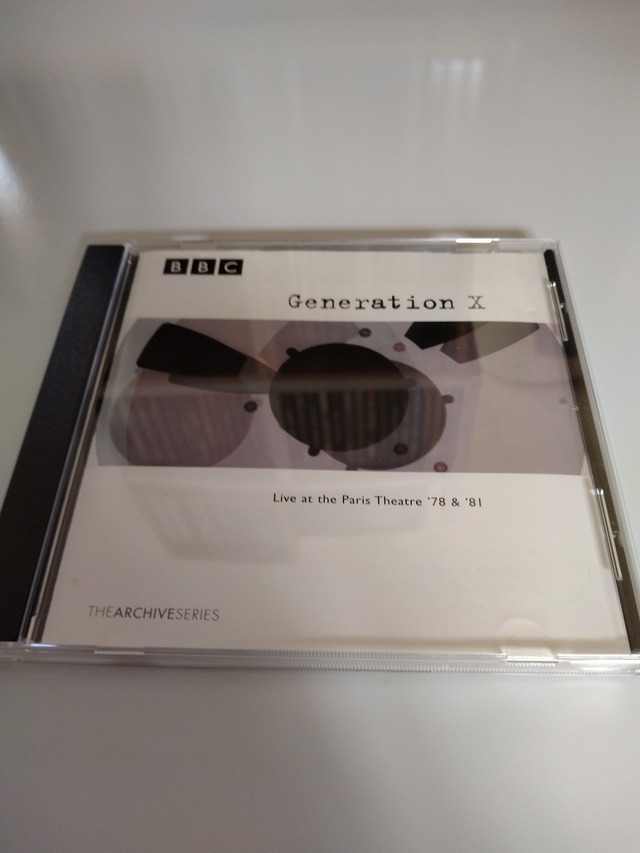 BBC
Generation X
Live at the Paris Theatre '78 & '81
THEARCHIVESERIES